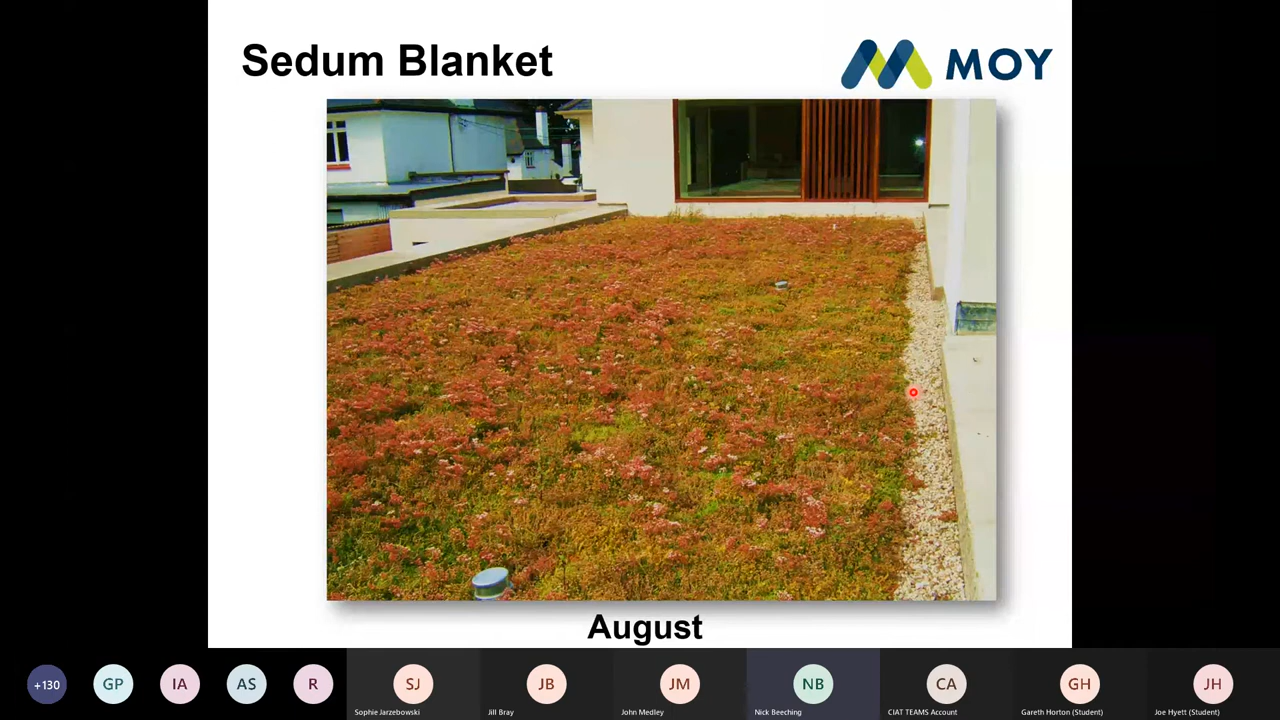 Sedum Blanket
MOY
August
+130
GP
IA
AS
R
SJ
JB
JM
NB
CA
GH
JH
Sophie Jarzebowski
Jill Bray
John Medley
Nick Beeching
CIAT TEAMS Account
Gareth Horton (Student)
Joe Hyett (Student)